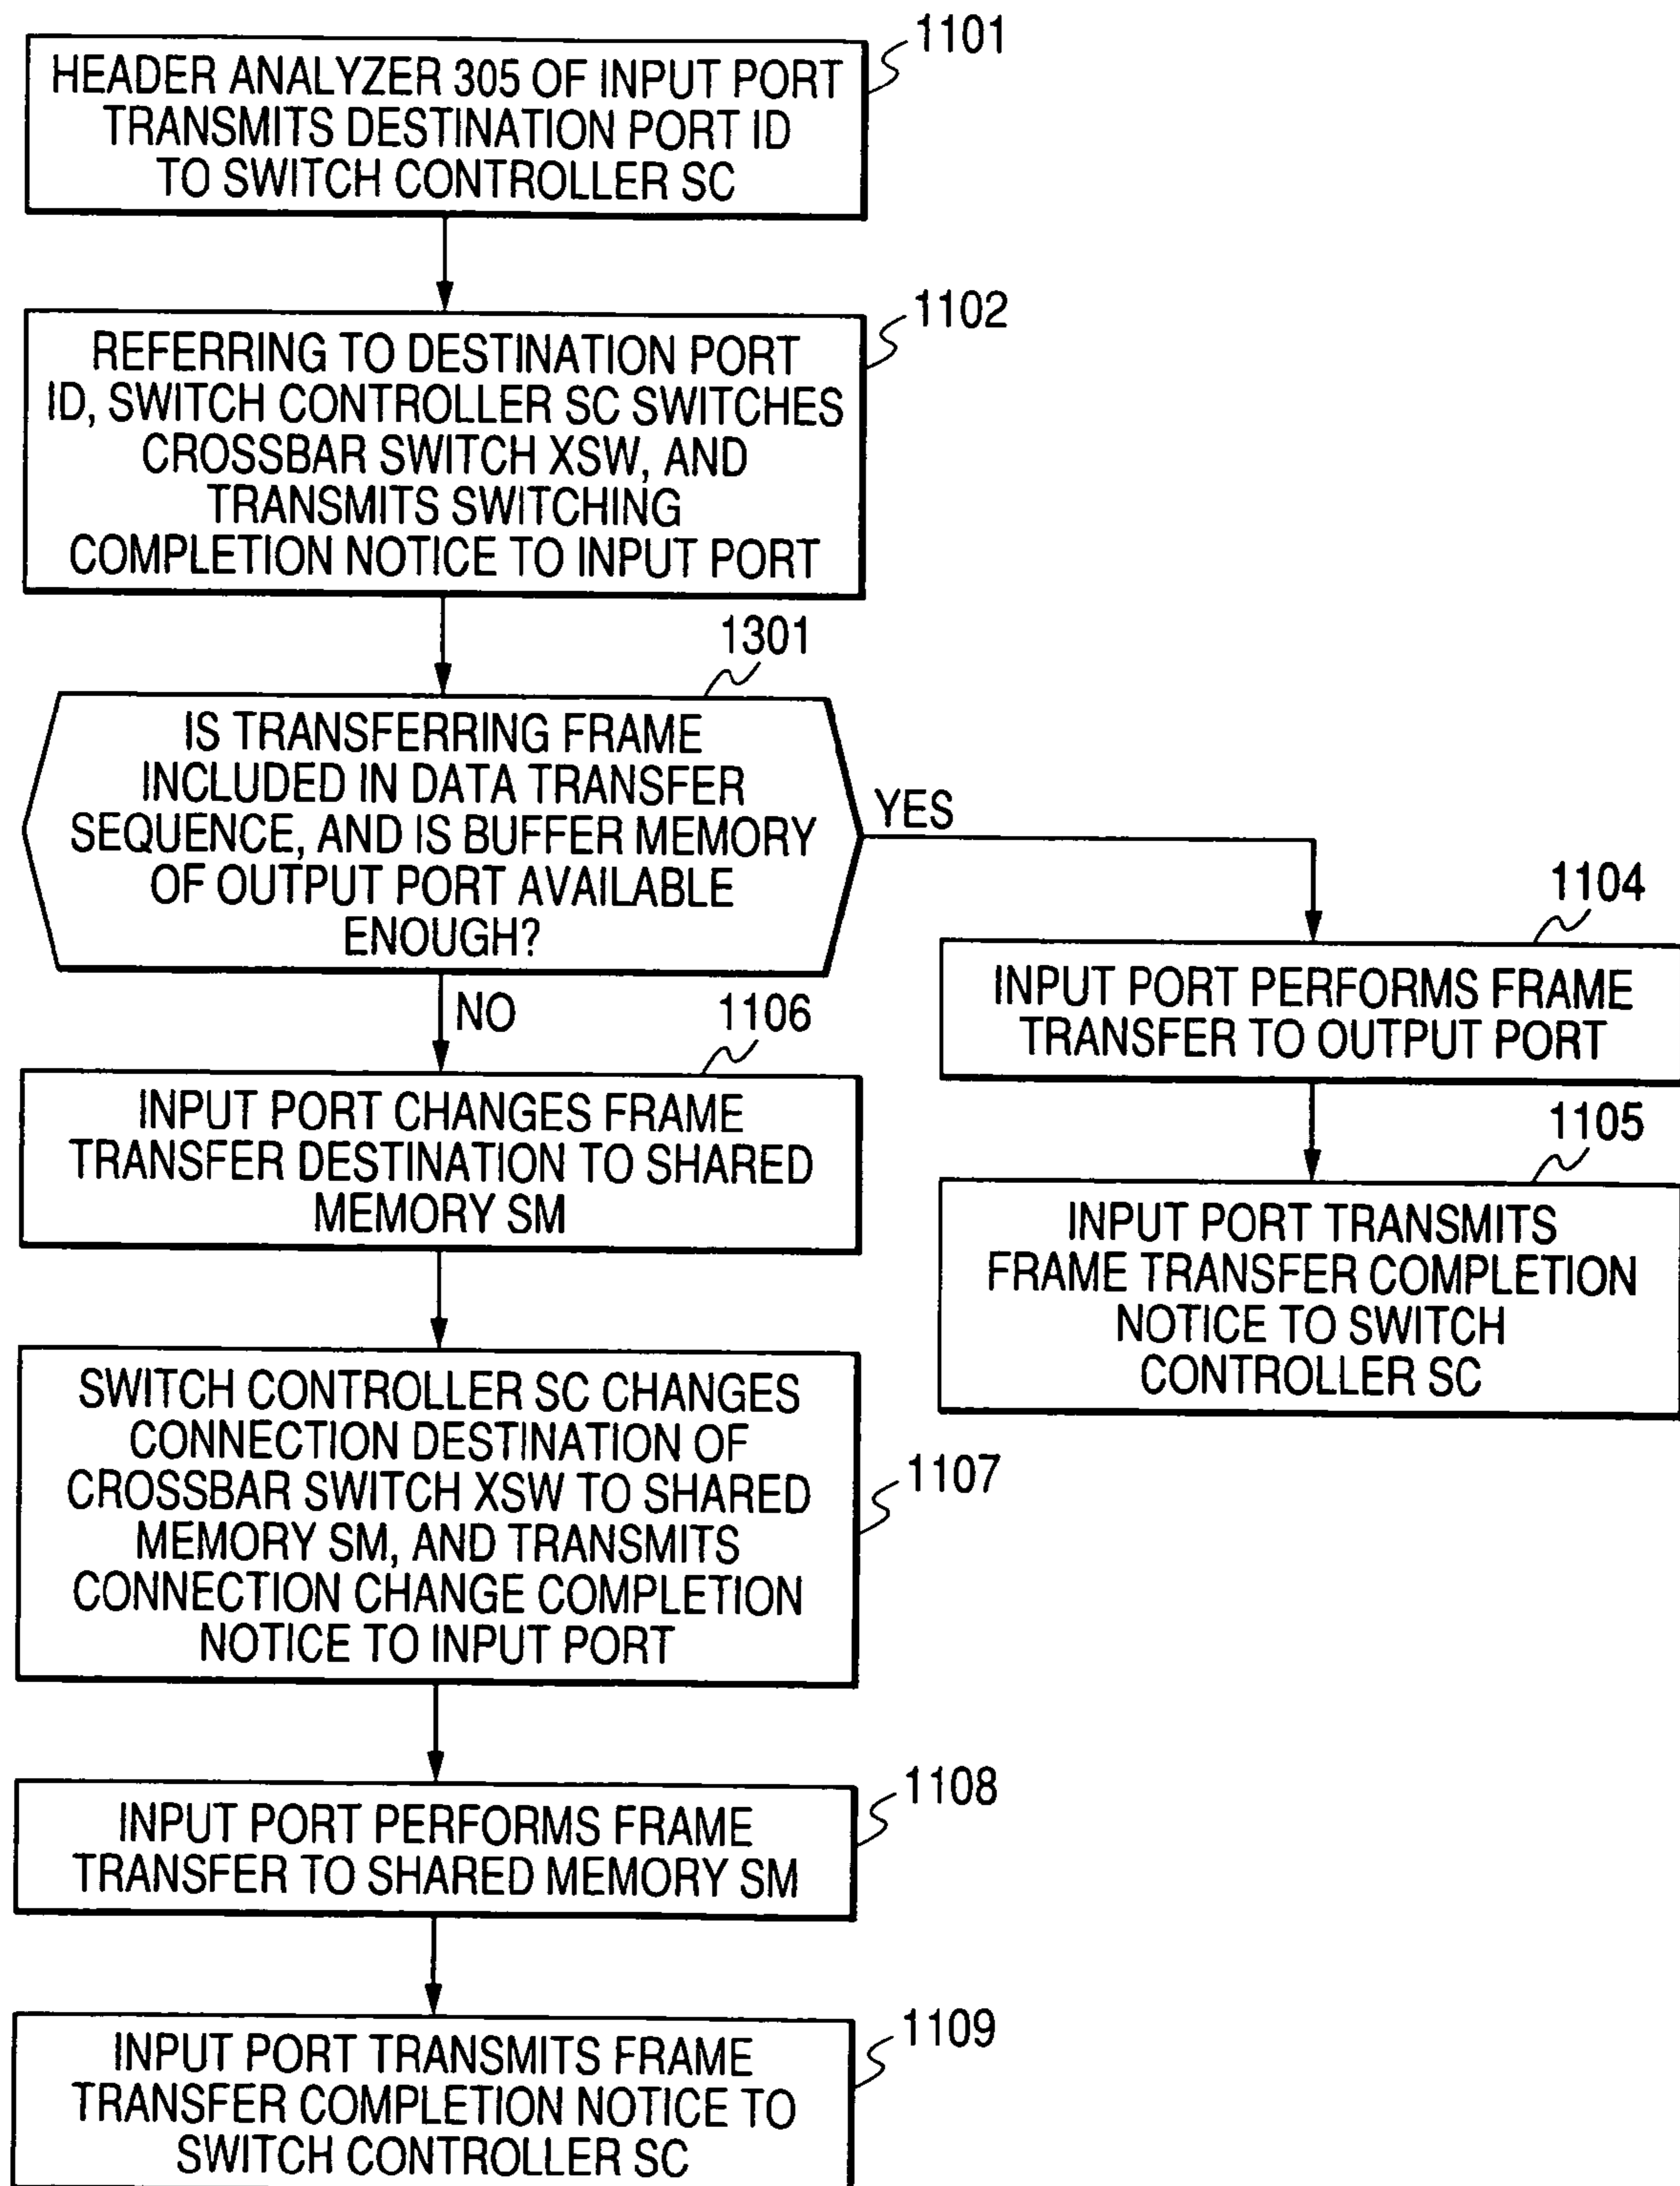 1101
HEADER ANALYZER 305 OF INPUT PORT
TRANSMITS DESTINATION PORT ID
TO SWITCH CONTROLLER SC
1102
REFERRING TO DESTINATION PORT
ID, SWITCH CONTROLLER SC SWITCHES
CROSSBAR SWITCH XSW, AND
TRANSMITS SWITCHING
COMPLETION NOTICE TO INPUT PORT
1301
IS TRANSFERRING FRAME
INCLUDED IN DATA TRANSFER
SEQUENCE, AND IS BUFFER MEMORY
OF OUTPUT PORT AVAILABLE
ENOUGH?
YES
1104
INPUT PORT PERFORMS FRAME
TRANSFER TO OUTPUT PORT
1105
INPUT PORT TRANSMITS
FRAME TRANSFER COMPLETION
NOTICE TO SWITCH
CONTROLLER SC
NO
1106
INPUT PORT CHANGES FRAME
TRANSFER DESTINATION TO SHARED
MEMORY SM
SWITCH CONTROLLER SC CHANGES
CONNECTION DESTINATION OF
CROSSBAR SWITCH XSW TO SHARED
MEMORY SM, AND TRANSMITS
CONNECTION CHANGE COMPLETION
NOTICE TO INPUT PORT
1107
1108
INPUT PORT PERFORMS FRAME
TRANSFER TO SHARED MEMORY SM
1109
INPUT PORT TRANSMITS FRAME
TRANSFER COMPLETION NOTICE TO
SWITCH CONTROLLER SC